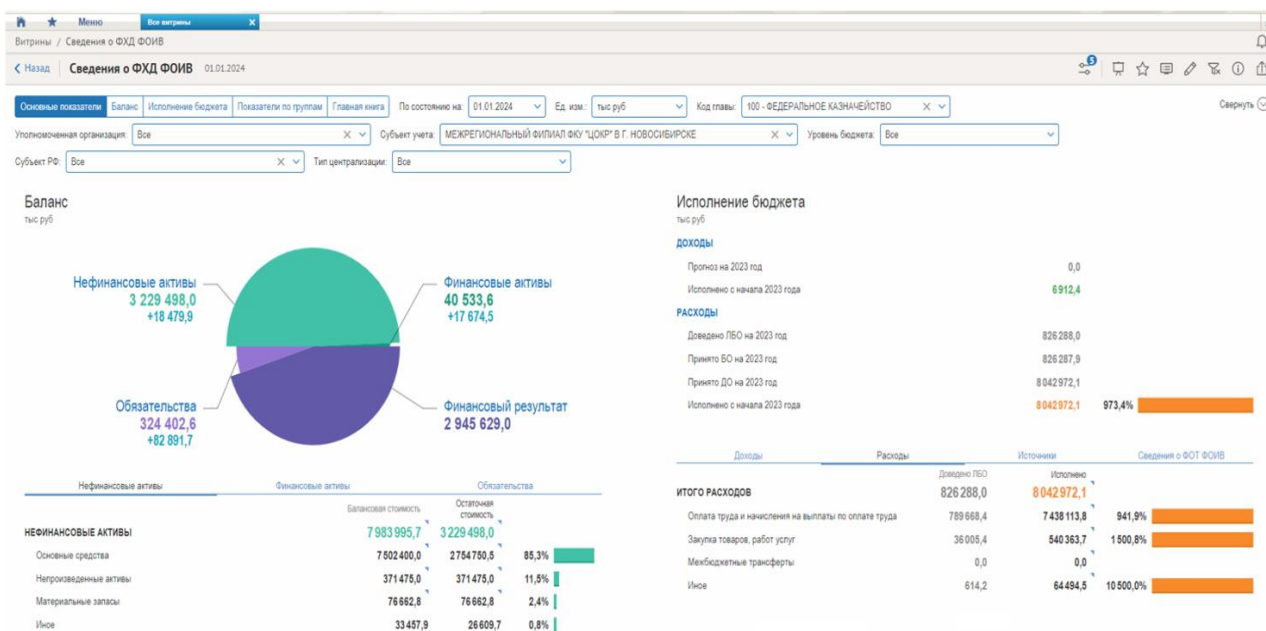 Меню
Все витрины
Витрины / Сведения о ФХД ФОИВ
Назад Сведения о ФХД ФОИВ 01.01.2024
5
Основные показатели Баланс Исполнение бюджета Показатели по группам Главная книга По состоянию на: 01.01.2024 Ед. изм.: тыс руб Код главы: 100 - ФЕДЕРАЛЬНОЕ КАЗНАЧЕЙСТВО Свернуть
Уполномоченная организация: Все Субъект учета: МЕЖРЕГИОНАЛЬНЫЙ ФИЛИАЛ ФКУ "ЦОКР" В Г. НОВОСИБИРСКЕ Уровень бюджета: Все
Субъект РФ: Все Тип централизации: Все
Баланс
тыс руб
Нефинансовые активы
3 229 498,0
+18 479,9
Финансовые активы
40 533,6
+17 674,5
Обязательства
324 402,6
+82 891,7
Финансовый результат
2 945 629,0
Нефинансовые активы Финансовые активы Обязательства
Балансовая стоимость Остаточная
стоимость
НЕФИНАНСОВЫЕ АКТИВЫ 7 983 995,7 3 229 498,0
Основные средства 7 502 400,0 2 754 750,5 85,3%
Непроизведенные активы 371 475,0 371 475,0 11,5%
Материальные запасы 76 662,8 76 662,8 2,4%
Иное 33 457,9 26 609,7 0,8%
Исполнение бюджета
тыс руб
ДОХОДЫ
Прогноз на 2023 год 0,0
Исполнено с начала 2023 года 6 912,4
РАСХОДЫ
Доведено ЛБО на 2023 год 826 288,0
Принято БО на 2023 год 826 287,9
Принято ДО на 2023 год 8 042 972,1
Исполнено с начала 2023 года 8 042 972,1 973,4%
Доходы Расходы Источники Сведения о ФОТ ФОИВ
Доведено ЛБО Исполнено
ИТОГО РАСХОДОВ 826 288,0 8 042 972,1
Оплата труда и начисления на выплаты по оплате труда 789 668,4 7 438 113,8 941,9%
Закупка товаров, работ услуг 36 005,4 540 363,7 1 500,8%
Межбюджетные трансферты 0,0 0,0
Иное 614,2 64 494,5 10 500,0%